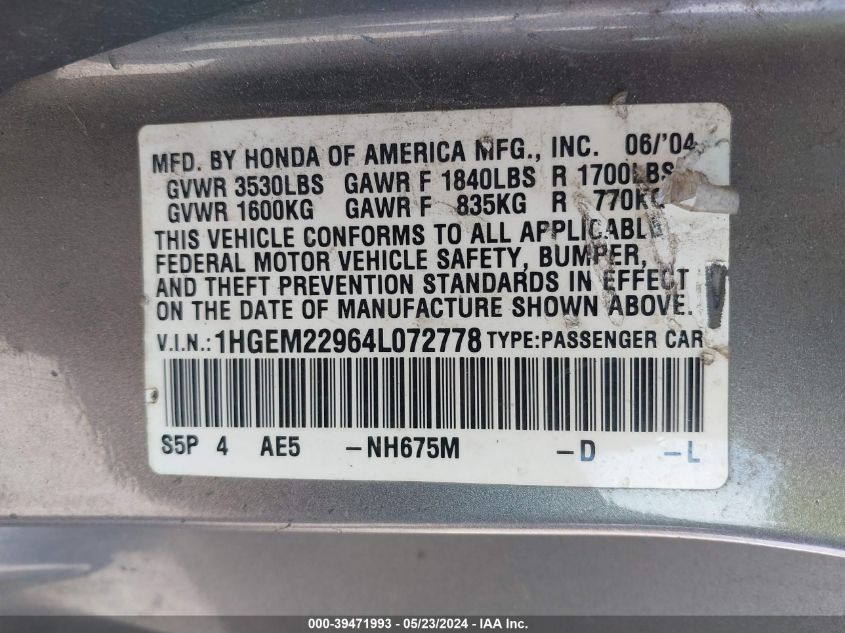 MFD. BY HONDA OF AMERICA MFG., INC. 06/'04
GVWR 3530LBS GAWR F 1840LBS R 1700LBS
GVWR 1600KG GAWR F 835KG R 770KG
THIS VEHICLE CONFORMS TO ALL APPLICABLE
FEDERAL MOTOR VEHICLE SAFETY, BUMPER,
AND THEFT PREVENTION STANDARDS IN EFFECT
ON THE DATE OF MANUFACTURE SHOWN ABOVE.
V.I.N.:1HGEM22964L072778 TYPE:PASSENGER CAR
S5P 4 AE5 -NH675M -D -L
000-39471993 - 05/23/2024 - IAA Inc.